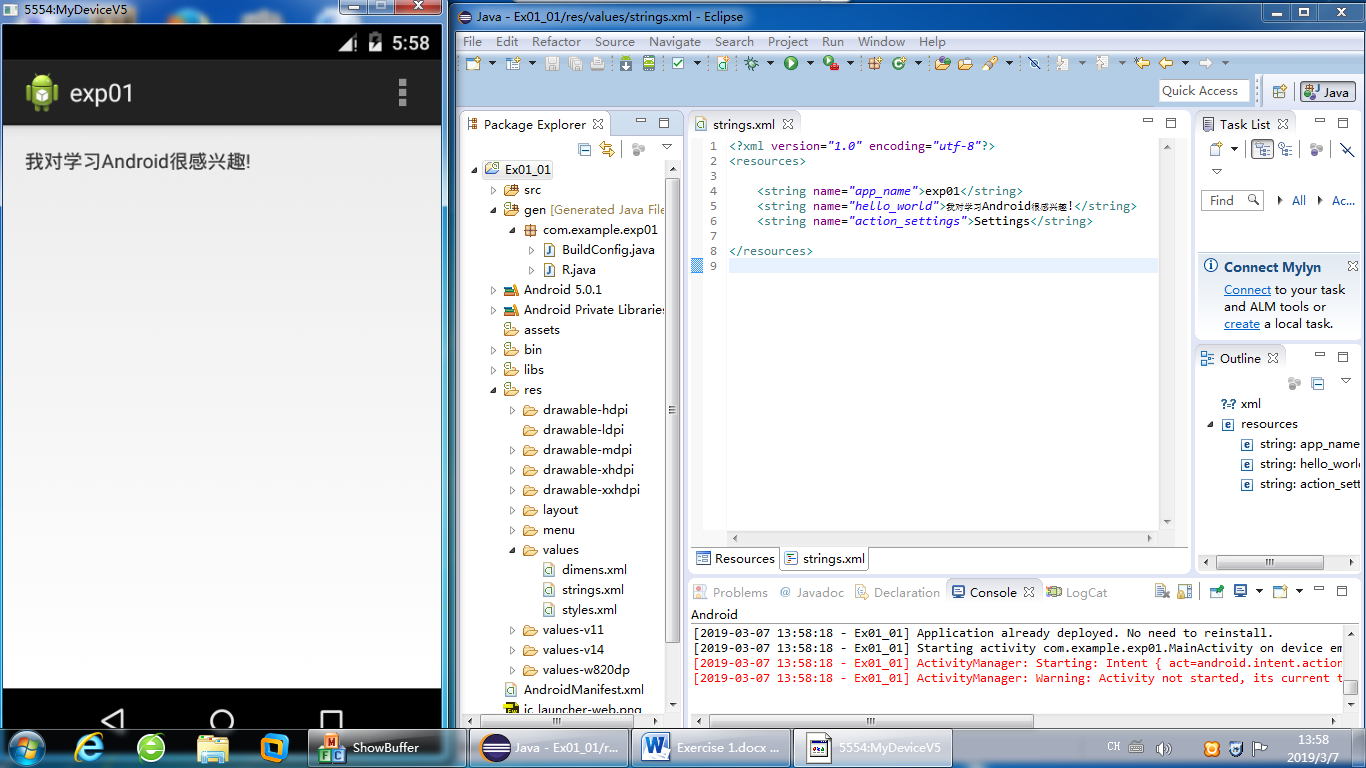 5554:MyDeviceV5
5:58
exp01
我对学习Android很感兴趣!
Java - Ex01_01/res/values/strings.xml - Eclipse
File Edit Refactor Source Navigate Search Project Run Window Help
Quick Access
Java
Package Explorer
Ex01_01
src
gen [Generated Java File
com.example.exp01
BuildConfig.java
R.java
Android 5.0.1
Android Private Libraries
assets
bin
libs
res
drawable-hdpi
drawable-ldpi
drawable-mdpi
drawable-xhdpi
drawable-xxhdpi
layout
menu
values
dimens.xml
strings.xml
styles.xml
values-v11
values-v14
values-w820dp
AndroidManifest.xml
ic_launcher-web.png
strings.xml
1 <?xml version="1.0" encoding="utf-8"?>
2 <resources>
3
4 <string name="app_name">exp01</string>
5 <string name="hello_world">我对学习Android很感兴趣!</string>
6 <string name="action_settings">Settings</string>
7
8 </resources>
9
Resources strings.xml
Task List
Find All Ac...
Connect Mylyn
Connect to your task
and ALM tools or
create a local task.
Outline
?=? xml
resources
string: app_name
string: hello_worl
string: action_sett
Problems @ Javadoc Declaration Console LogCat
Android
[2019-03-07 13:58:18 - Ex01_01] Application already deployed. No need to reinstall.
[2019-03-07 13:58:18 - Ex01_01] Starting activity com.example.exp01.MainActivity on device em
[2019-03-07 13:58:18 - Ex01_01] ActivityManager: Starting: Intent { act=android.intent.action
[2019-03-07 13:58:18 - Ex01_01] ActivityManager: Warning: Activity not started, its current t
ShowBuffer
Java - Ex01_01/r...
Exercise 1.docx ...
5554:MyDeviceV5
CH
13:58
2019/3/7